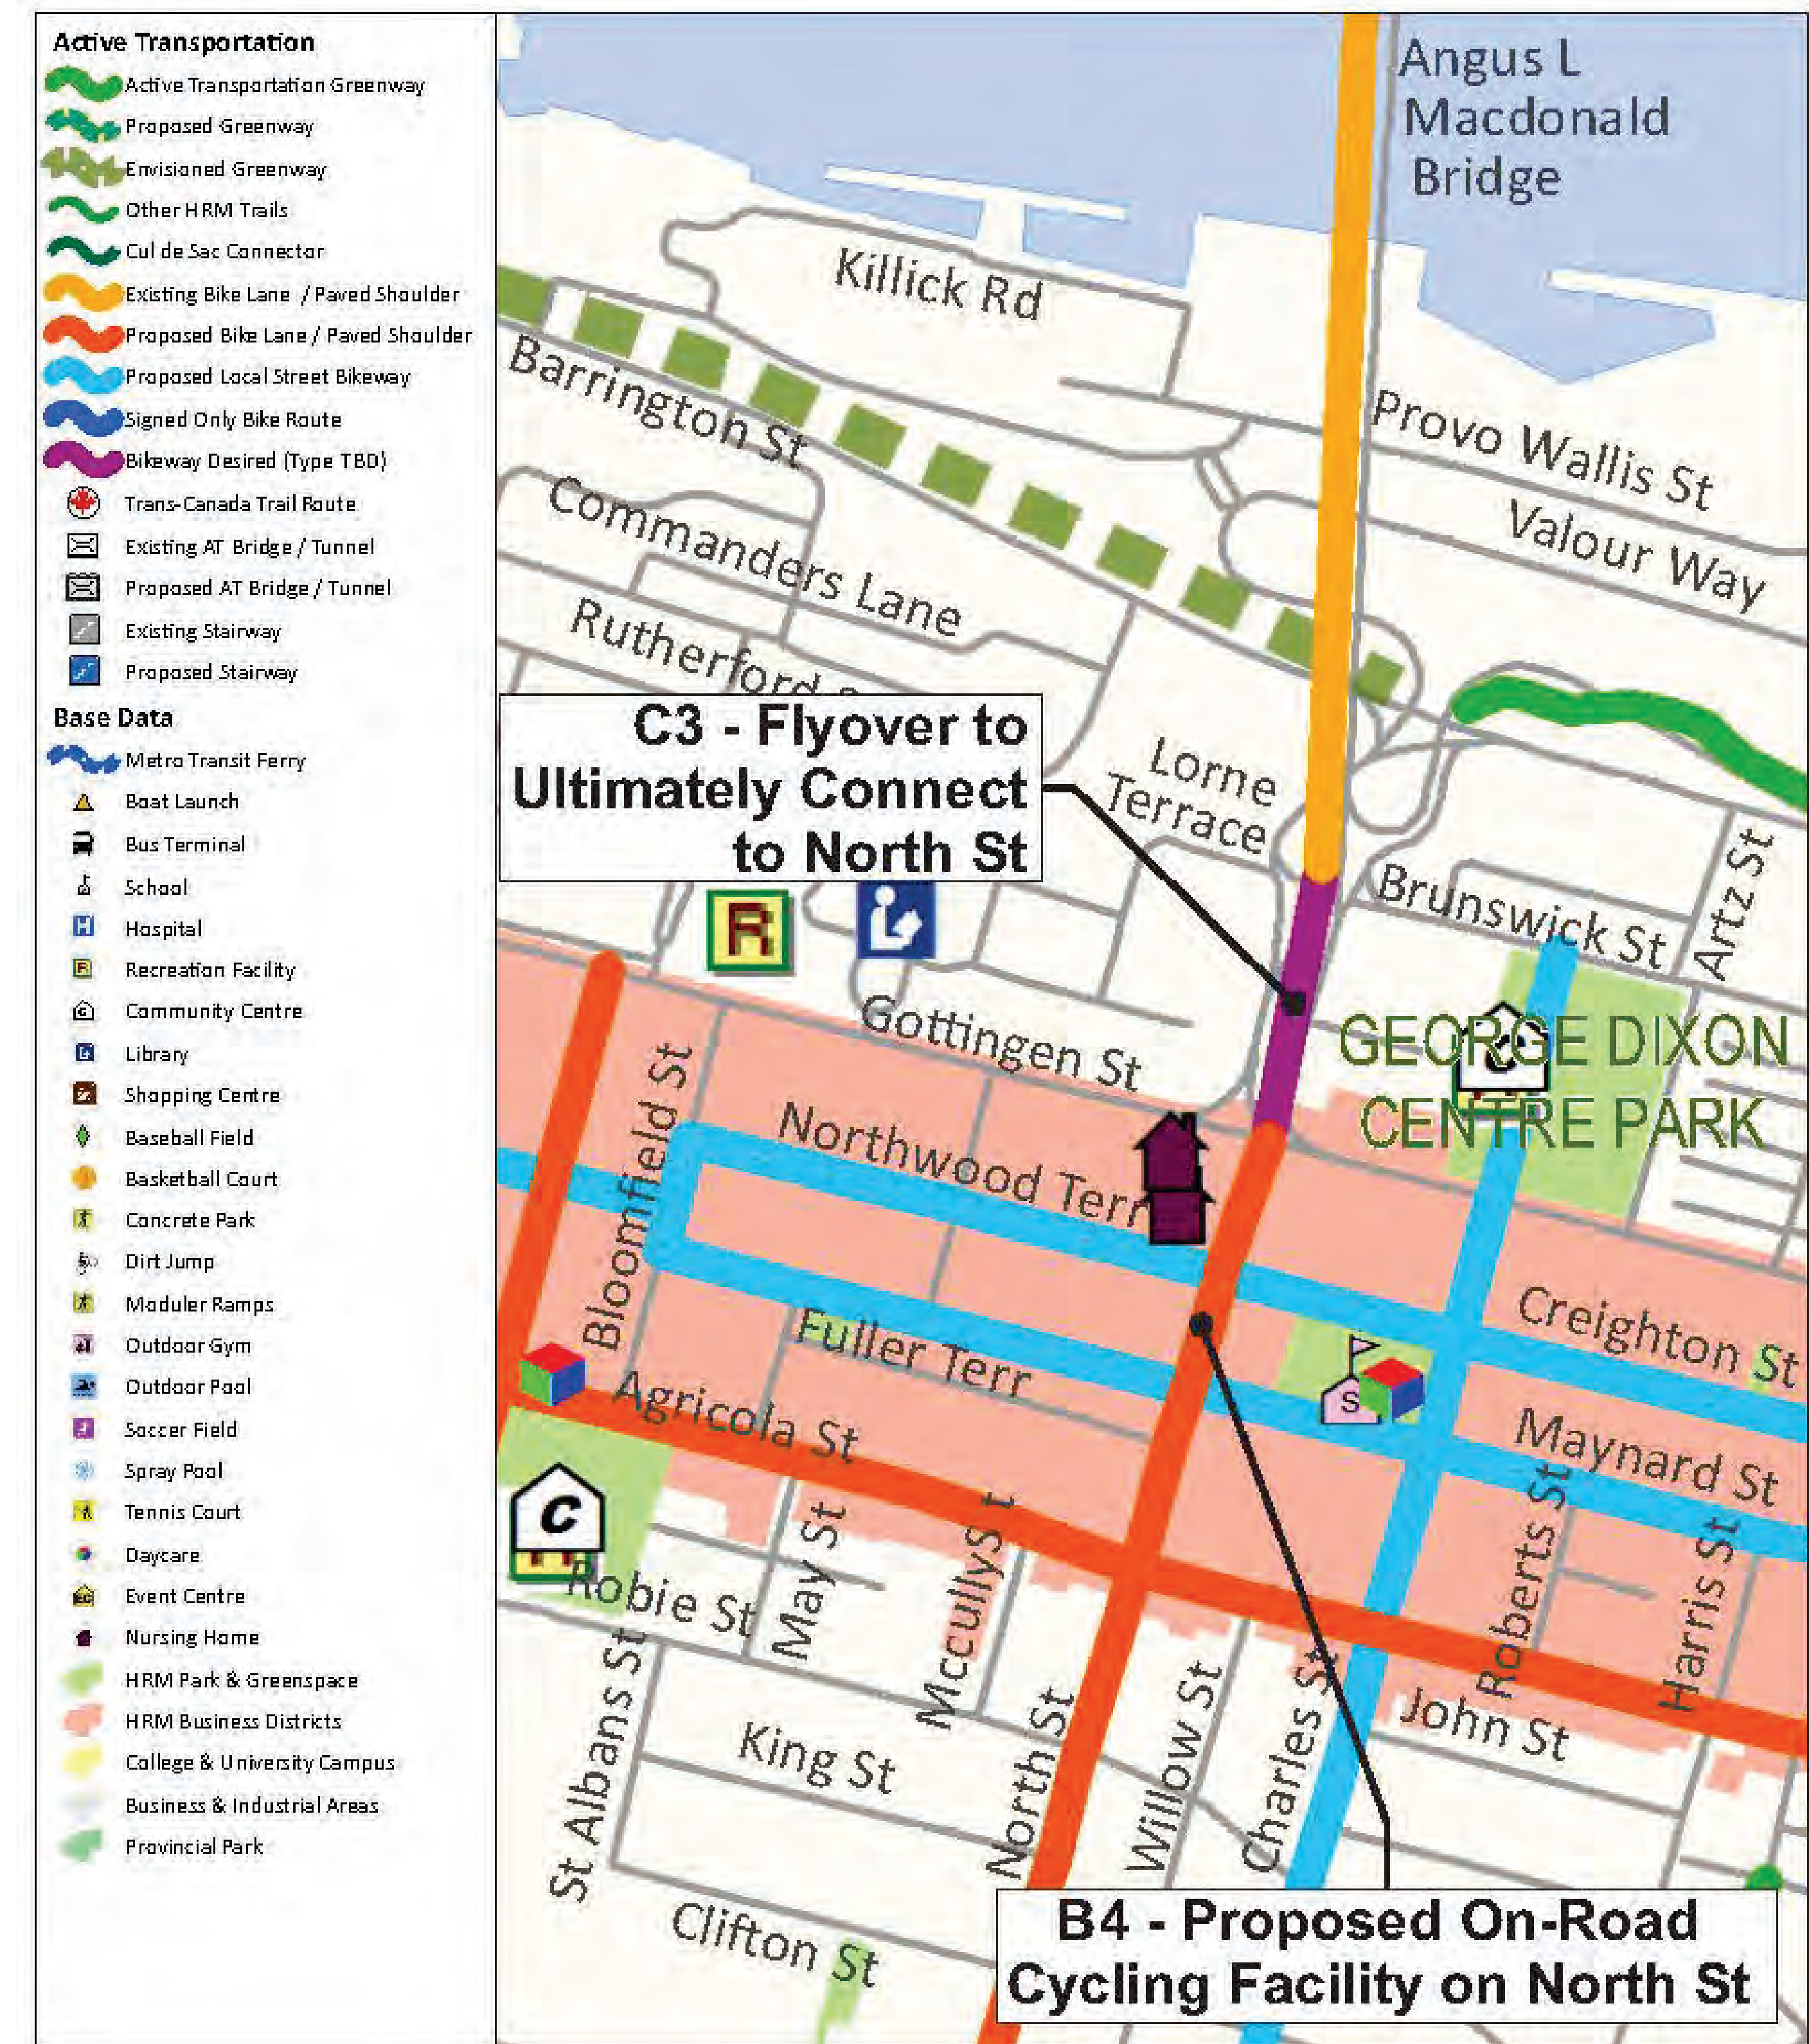 Active Transportation
Active Transportation Greenway
Proposed Greenway
Envisioned Greenway
Other HRM Trails
Cul de Sac Connector
Existing Bike Lane / Paved Shoulder
Proposed Bike Lane / Paved Shoulder
Proposed Local Street Bikeway
Signed Only Bike Route
Bikeway Desired (Type TBD)
Trans-Canada Trail Route
Existing AT Bridge / Tunnel
Proposed AT Bridge / Tunnel
Existing Stairway
Proposed Stairway
Base Data
Metro Transit Ferry
Boat Launch
Bus Terminal
School
H Hospital
R Recreation Facility
C Community Centre
Library
Shopping Centre
Baseball Field
Basketball Court
Concrete Park
Dirt Jump
Moduler Ramps
Outdoor Gym
Outdoor Pool
Soccer Field
Spray Pool
Tennis Court
Daycare
EC Event Centre
Nursing Home
HRM Park & Greenspace
HRM Business Districts
College & University Campus
Business & Industrial Areas
Provincial Park
Angus L
Macdonald
Bridge
Killick Rd
Barrington St
Provo Wallis St
Valour Way
Commanders Lane
Rutherford
C3 - Flyover to
Ultimately Connect
to North St
Lorne
Terrace
Brunswick St
Artz St
R
Gottingen St
GEORGE DIXON
CENTRE PARK
C
Bloomfield St
Northwood Terr
Fuller Terr
Creighton St
S
Agricola St
Maynard St
C
Robie St
May St
Mccully St
Roberts St
Harris St
St Albans St
King St
North St
Willow St
Charles St
John St
Clifton St
B4 - Proposed On-Road
Cycling Facility on North St